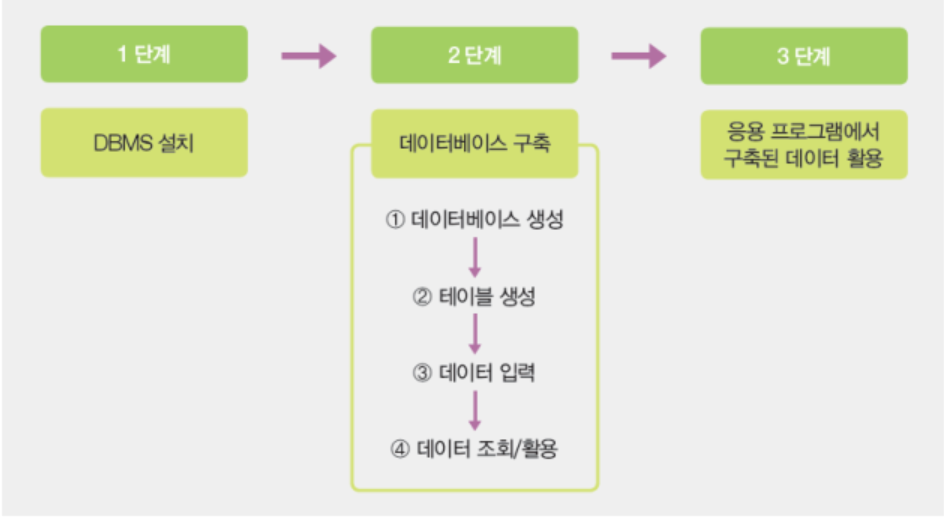 1 단계
2 단계
3 단계
DBMS 설치
데이터베이스 구축
응용 프로그램에서
구축된 데이터 활용
① 데이터베이스 생성
② 테이블 생성
③ 데이터 입력
④ 데이터 조회/활용